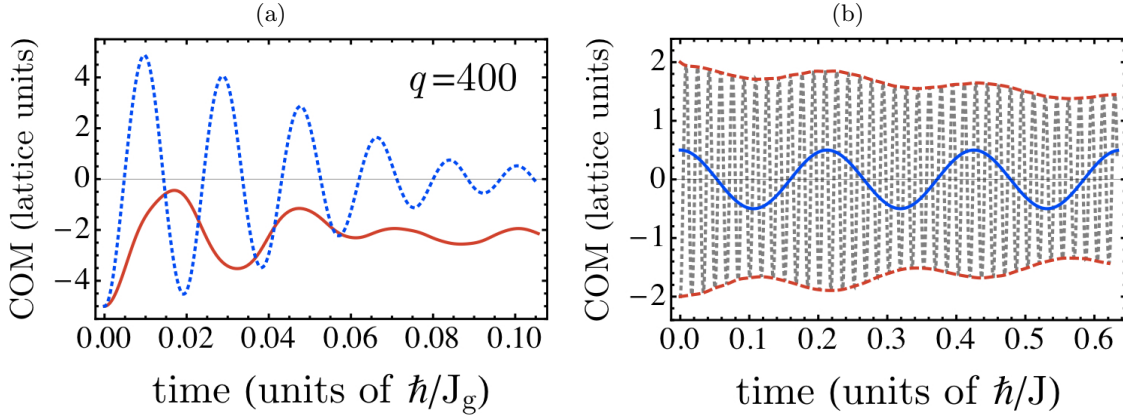 (a)
COM (lattice units)
4
2
0
−2
−4
q=400
0.00 0.02 0.04 0.06 0.08 0.10
time (units of ℏ/J_g)
(b)
COM (lattice units)
2
1
0
−1
−2
0.0 0.1 0.2 0.3 0.4 0.5 0.6
time (units of ℏ/J)